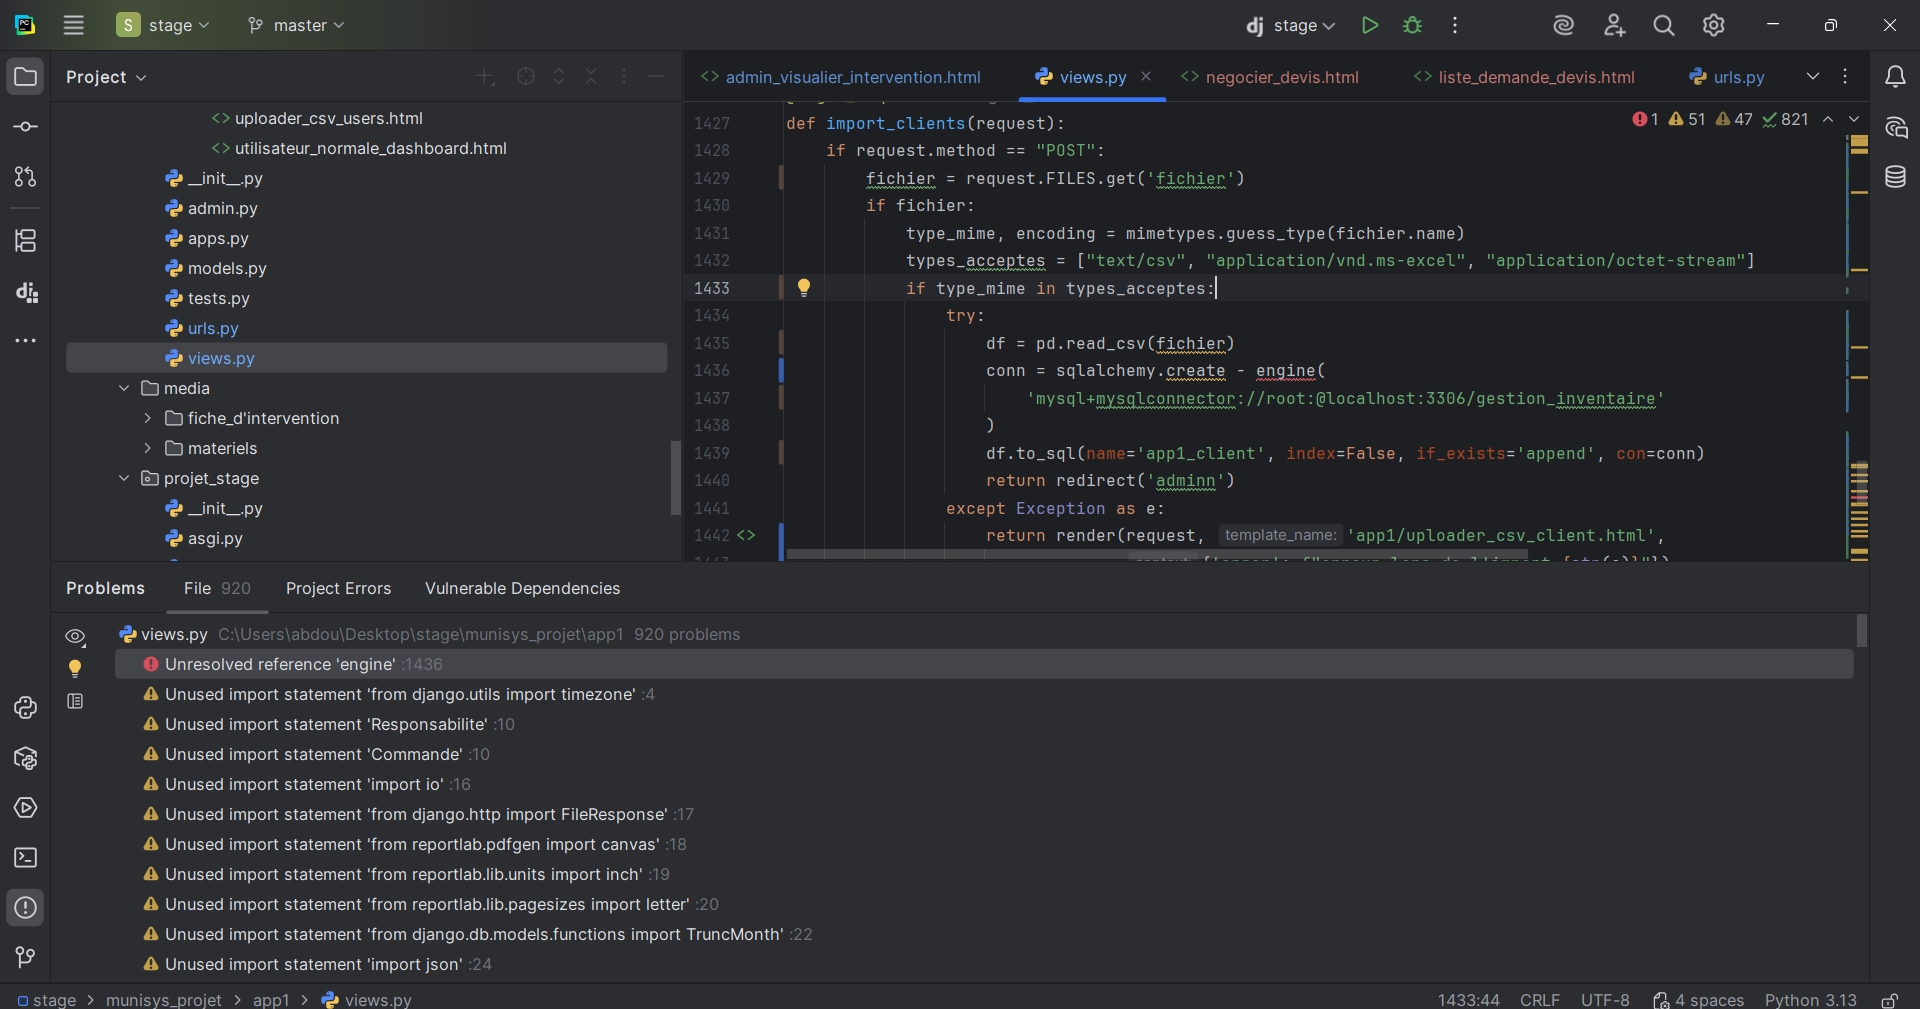 S stage master
dj stage
Project
admin_visualier_intervention.html views.py negocier_devis.html liste_demande_devis.html urls.py
uploader_csv_users.html
utilisateur_normale_dashboard.html
__init__.py
admin.py
apps.py
models.py
tests.py
urls.py
views.py
media
fiche_d'intervention
materiels
projet_stage
__init__.py
asgi.py
1 51 47 821
1427 def import_clients(request):
1428 if request.method == "POST":
1429 fichier = request.FILES.get('fichier')
1430 if fichier:
1431 type_mime, encoding = mimetypes.guess_type(fichier.name)
1432 types_acceptes = ["text/csv", "application/vnd.ms-excel", "application/octet-stream"]
1433 if type_mime in types_acceptes:
1434 try:
1435 df = pd.read_csv(fichier)
1436 conn = sqlalchemy.create - engine(
1437 'mysql+mysqlconnector://root:@localhost:3306/gestion_inventaire'
1438 )
1439 df.to_sql(name='app1_client', index=False, if_exists='append', con=conn)
1440 return redirect('adminn')
1441 except Exception as e:
1442 return render(request, template_name: 'app1/uploader_csv_client.html',
Problems File 920 Project Errors Vulnerable Dependencies
views.py C:\Users\abdou\Desktop\stage\munisys_projet\app1 920 problems
Unresolved reference 'engine' :1436
Unused import statement 'from django.utils import timezone' :4
Unused import statement 'Responsabilite' :10
Unused import statement 'Commande' :10
Unused import statement 'import io' :16
Unused import statement 'from django.http import FileResponse' :17
Unused import statement 'from reportlab.pdfgen import canvas' :18
Unused import statement 'from reportlab.lib.units import inch' :19
Unused import statement 'from reportlab.lib.pagesizes import letter' :20
Unused import statement 'from django.db.models.functions import TruncMonth' :22
Unused import statement 'import json' :24
stage > munisys_projet > app1 > views.py
1433:44 CRLF UTF-8 4 spaces Python 3.13